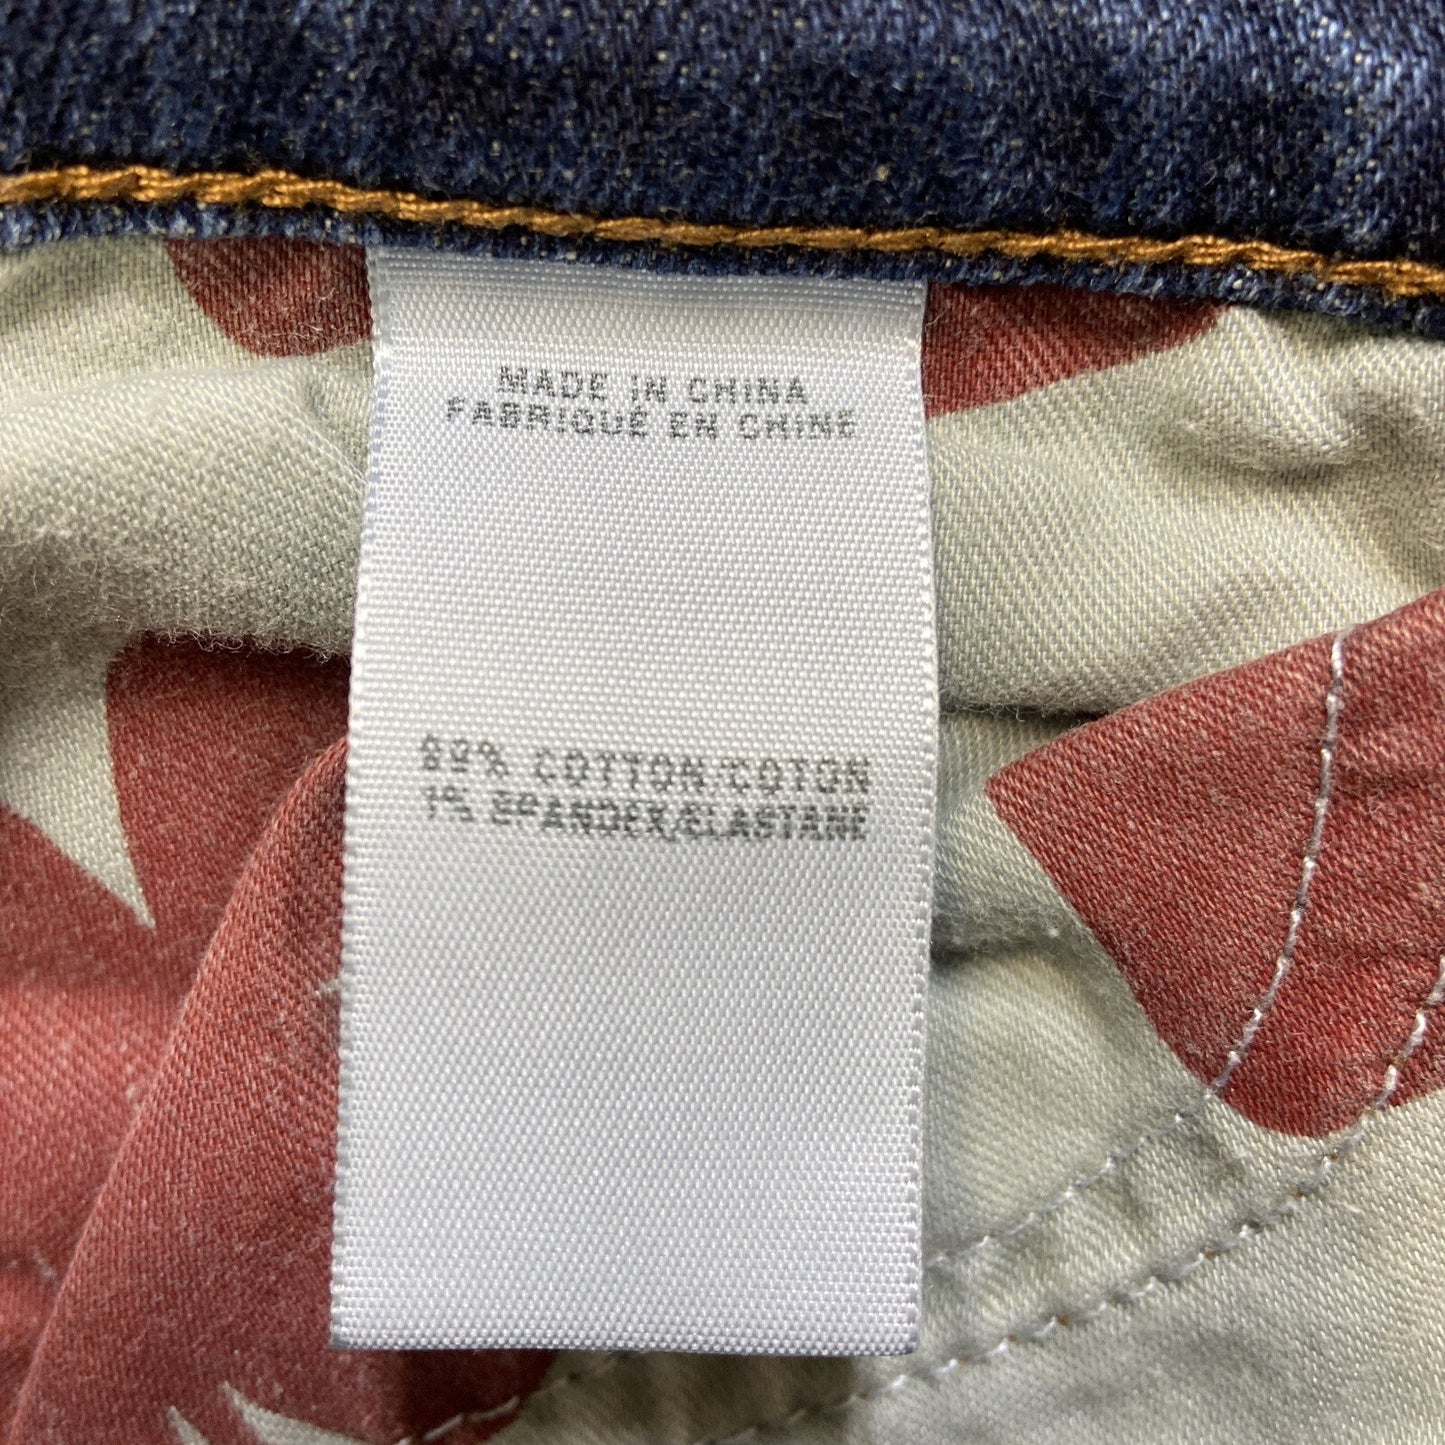 MADE IN CHINA
FABRIQUÉ EN CHINE
99% COTTON/COTON
1% SPANDEX/ELASTANE